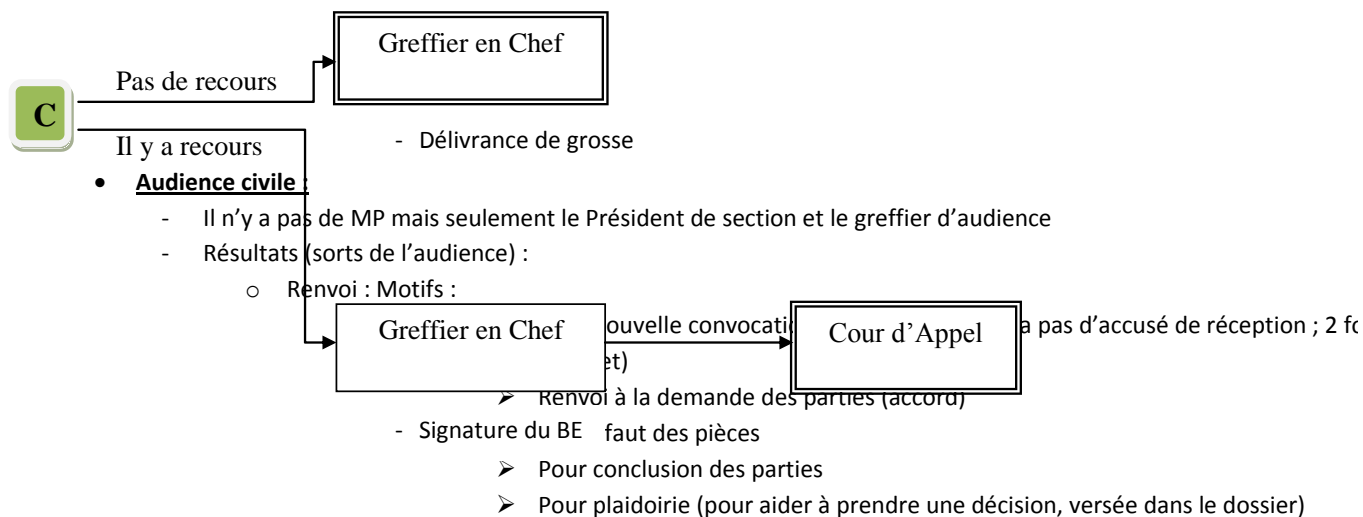 Greffier en Chef
Pas de recours
C
Il y a recours
- Délivrance de grosse
• Audience civile :
- Il n’y a pas de MP mais seulement le Président de section et le greffier d’audience
- Résultats (sorts de l’audience) :
o Renvoi : Motifs :
Greffier en Chef
ouvelle convocati
Cour d’Appel
a pas d’accusé de réception ; 2 fo
et)
➢ Renvoi à la demande des parties (accord)
- Signature du BE
faut des pièces
➢ Pour conclusion des parties
➢ Pour plaidoirie (pour aider à prendre une décision, versée dans le dossier)